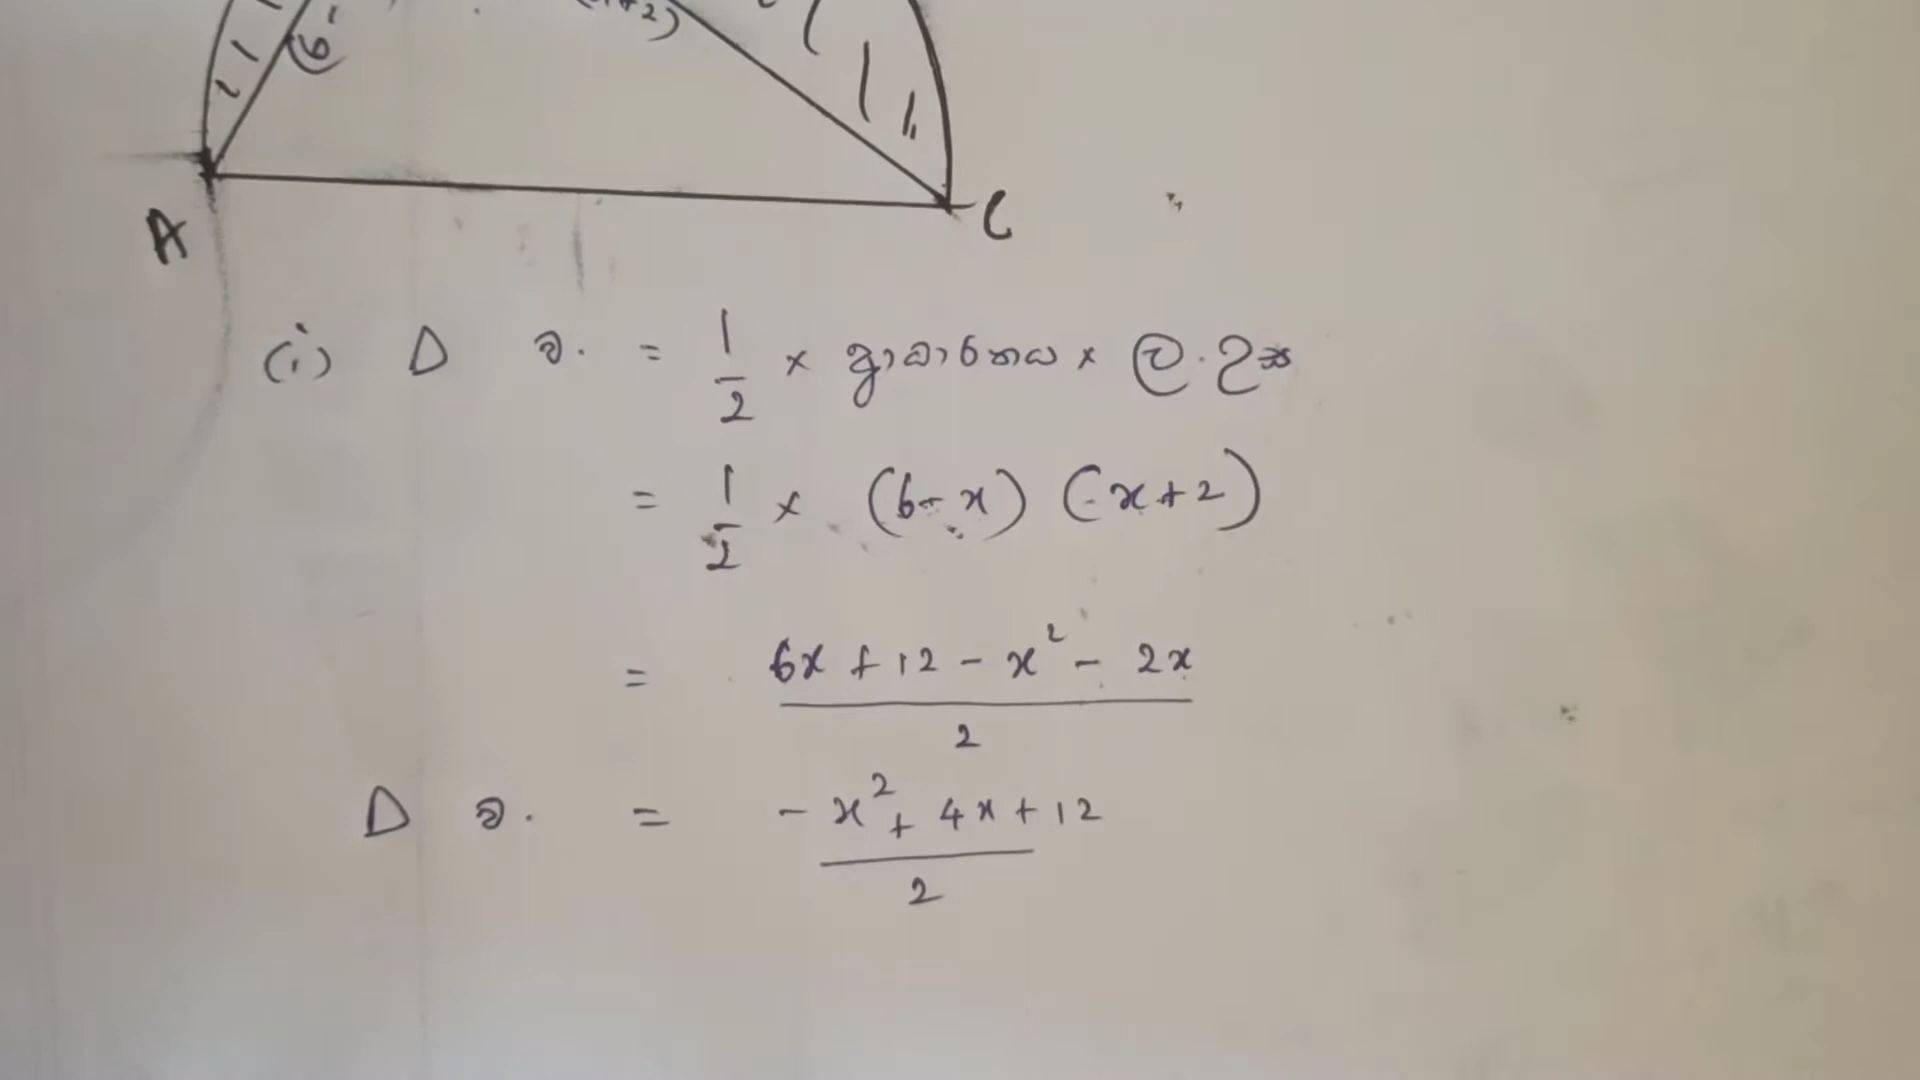 A
C
(i) Δ ව. = 1/2 × ආධාරකය × ල. උස
= 1/2 × (6 - x) (x + 2)
= (6x + 12 - x² - 2x)/2
Δ ව. = (-x² + 4x + 12)/2